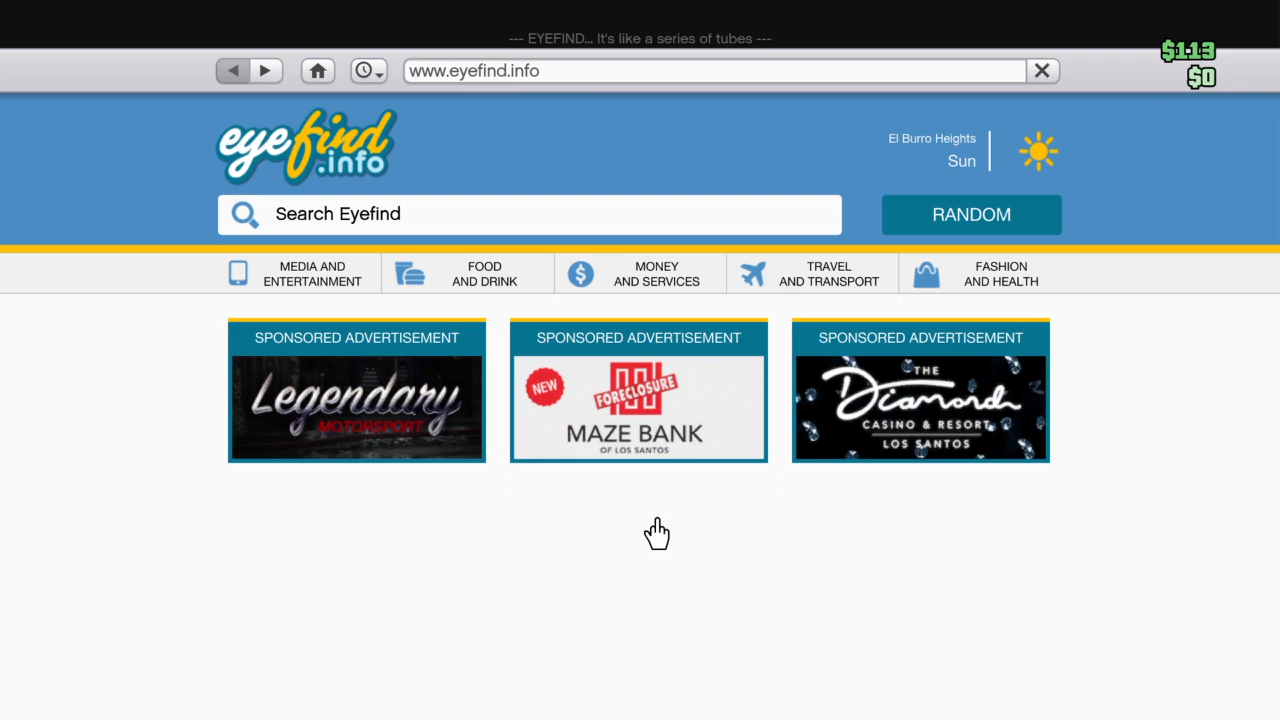 --- EYEFIND... It's like a series of tubes ---
$113
$0
www.eyefind.info
eyefind
.info
El Burro Heights
Sun
Search Eyefind
RANDOM
MEDIA AND
ENTERTAINMENT
FOOD
AND DRINK
MONEY
AND SERVICES
TRAVEL
AND TRANSPORT
FASHION
AND HEALTH
SPONSORED ADVERTISEMENT
Legendary
MOTORSPORT
SPONSORED ADVERTISEMENT
NEW
FORECLOSURE
MAZE BANK
OF LOS SANTOS
SPONSORED ADVERTISEMENT
THE
Diamond
CASINO & RESORT
LOS SANTOS